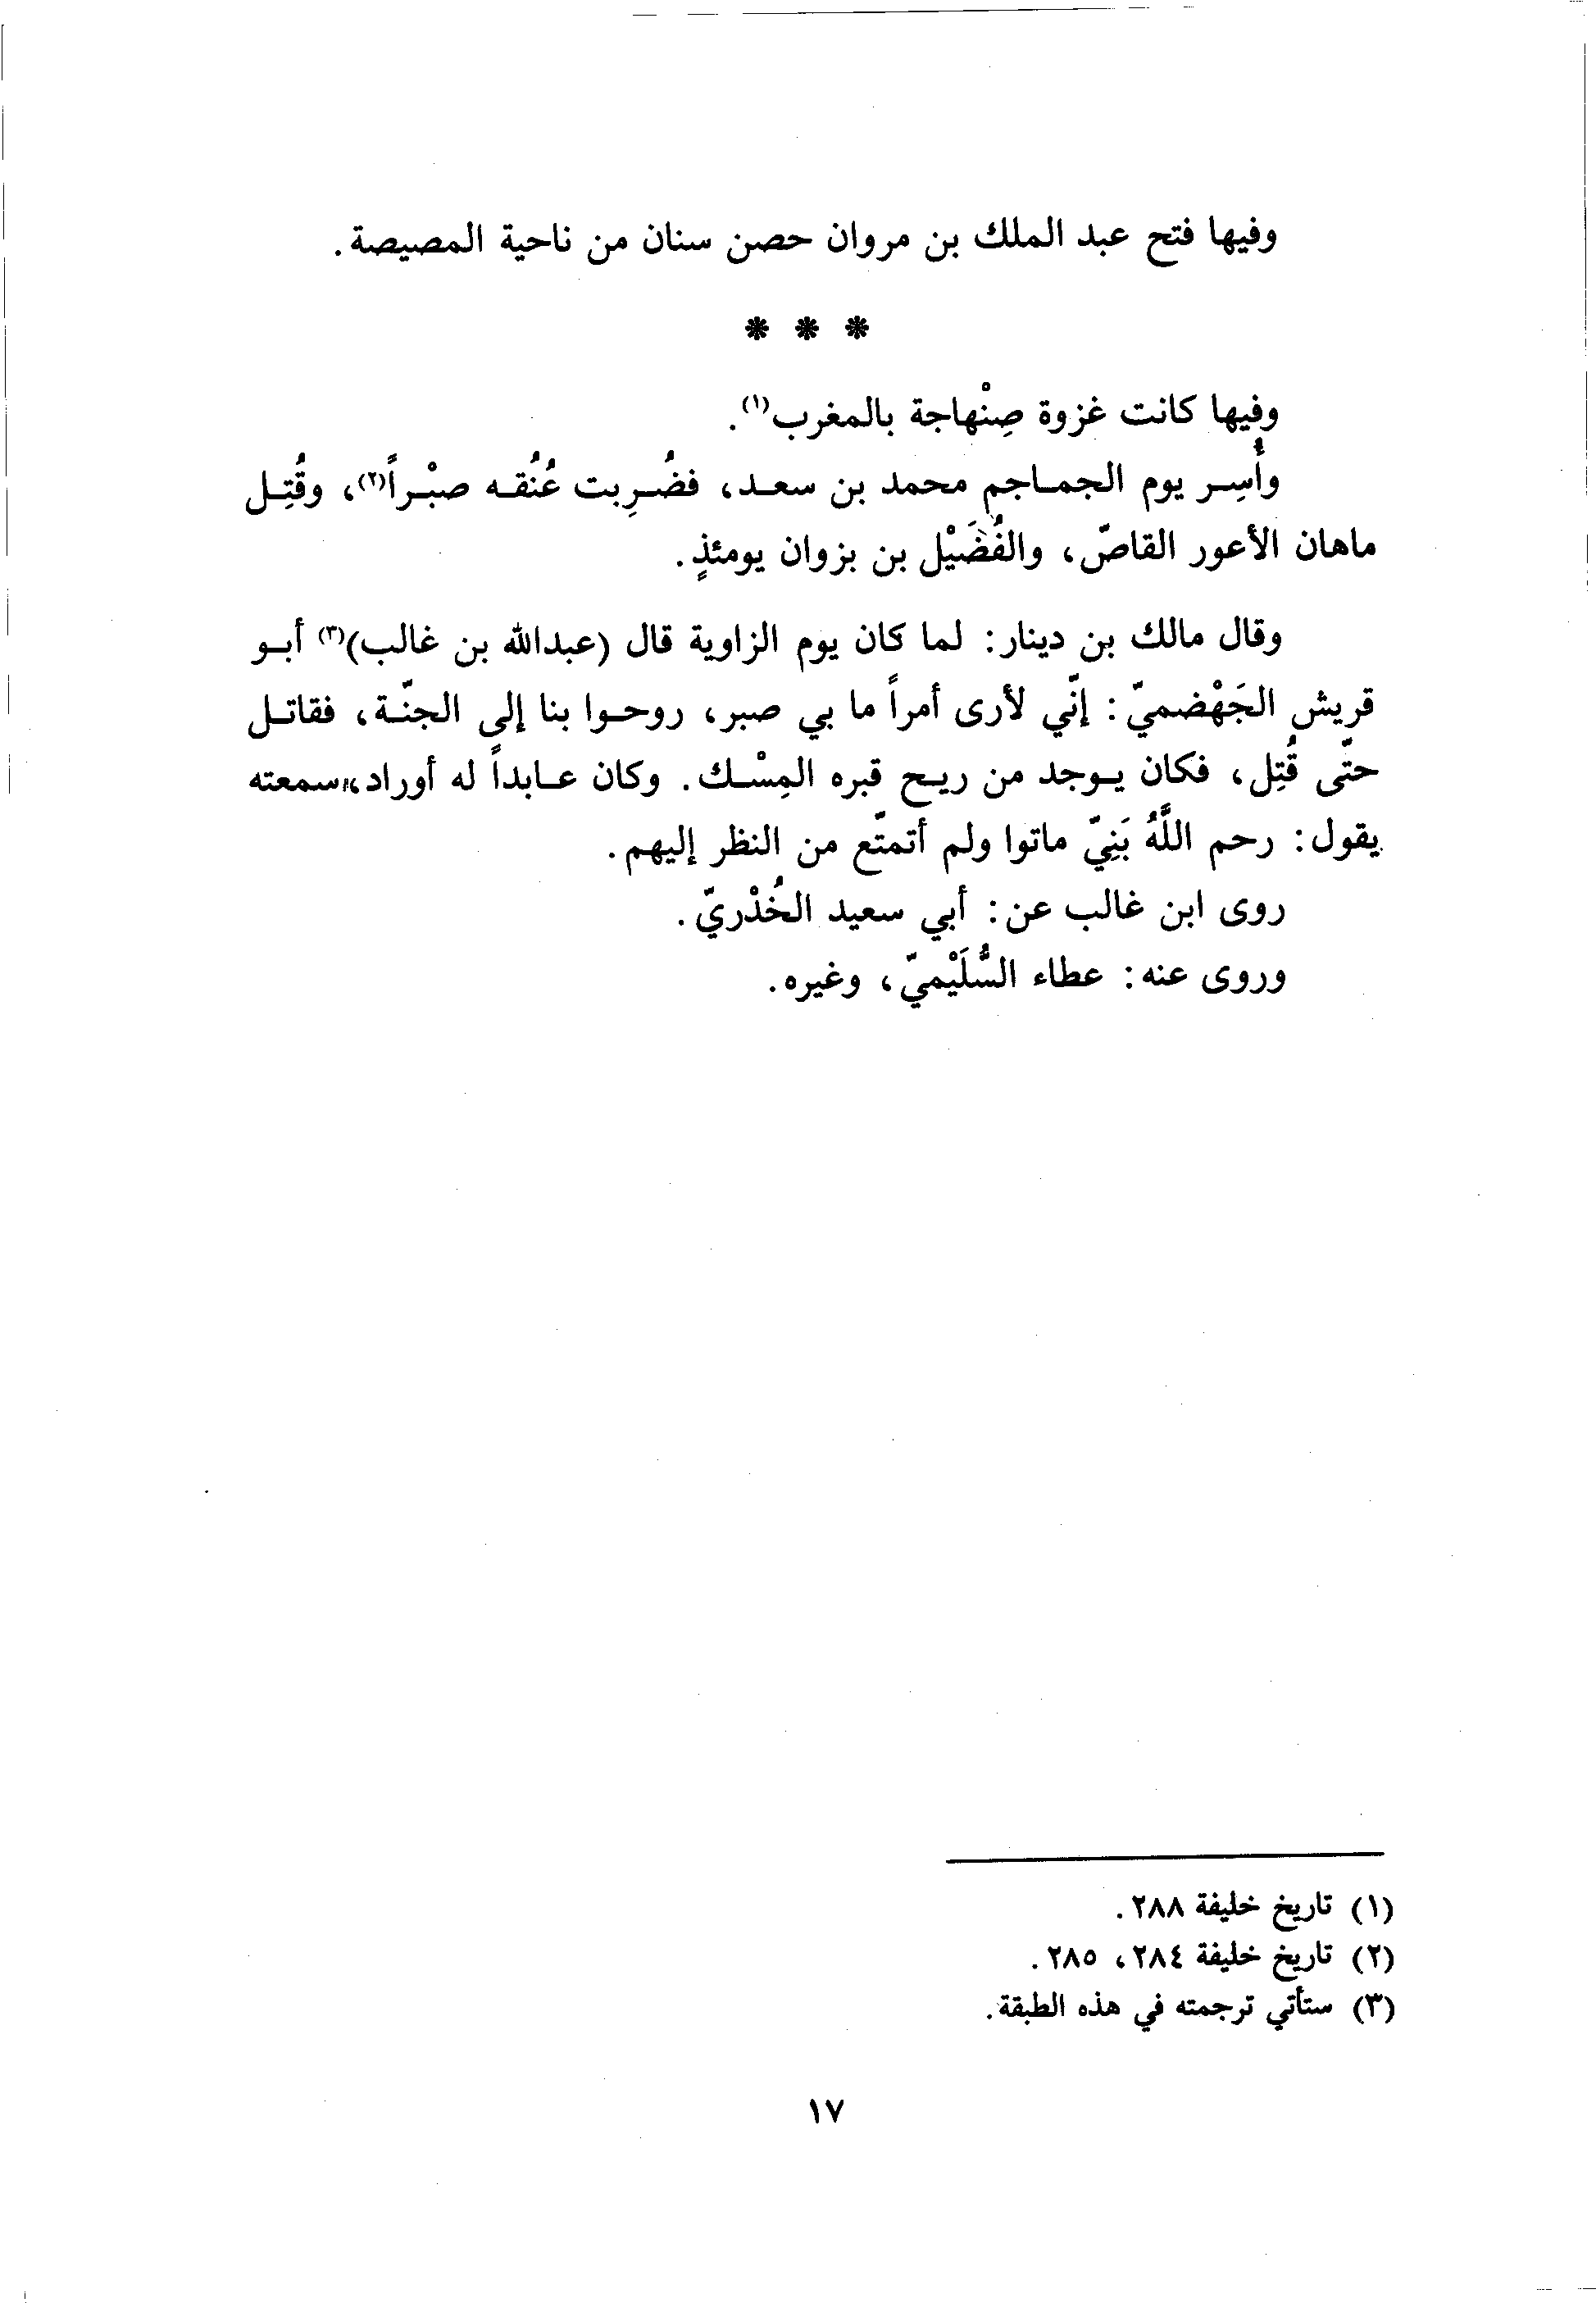 وفيها فتح عبد الملك بن مروان حصن سنان من ناحية المصيصة.
* * *
وفيها كانت غزوة صِنْهاجة بالمغرب(١).
وأُسِر يوم الجماجم محمد بن سعد، فضُرِبت عُنُقه صبْراً(٢)، وقُتِل
ماهان الأعور القاصّ، والفُضَيْل بن بزوان يومئذٍ.
وقال مالك بن دينار: لما كان يوم الزاوية قال (عبدالله بن غالب)(٣) أبو
قريش الجَهْضميّ: إنّي لأرى أمراً ما بي صبر، روحوا بنا إلى الجنّة، فقاتل
حتّى قُتِل، فكان يوجد من ريح قبره المِسْك. وكان عابداً له أوراد، سمعته
يقول: رحم اللَّهُ بَنِيّ ماتوا ولم أتمتّع من النظر إليهم.
روى ابن غالب عن: أبي سعيد الخُدْريّ.
وروى عنه: عطاء السُّلَيْميّ، وغيره.
(١) تاريخ خليفة ٢٨٨.
(٢) تاريخ خليفة ٢٨٤، ٢٨٥.
(٣) ستأتي ترجمته في هذه الطبقة.
١٧